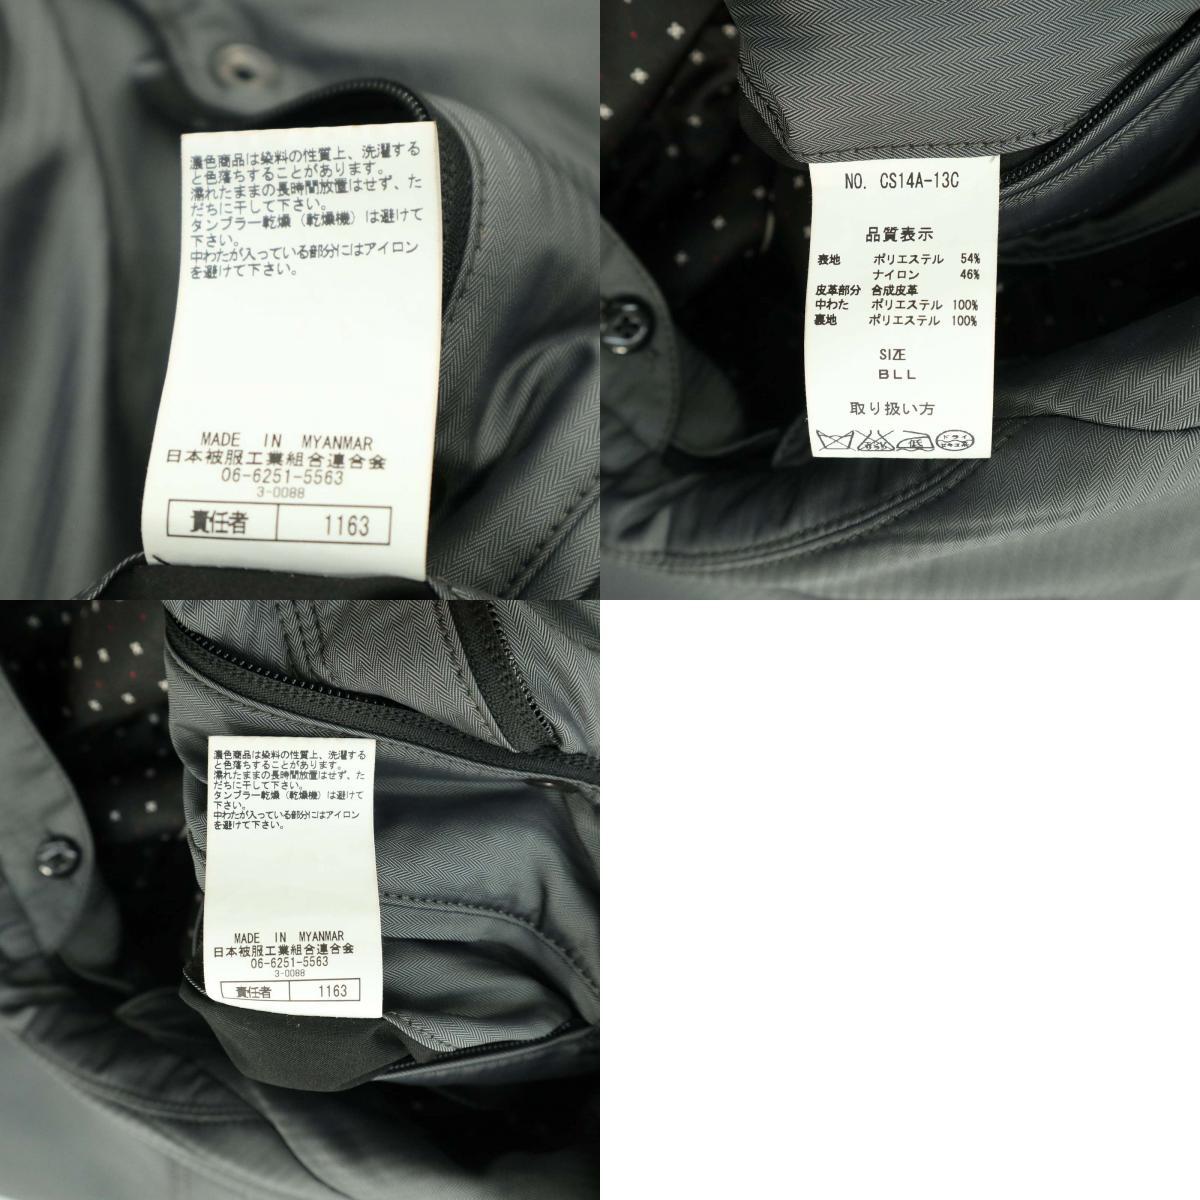 濃色商品は染料の性質上、洗濯する
と色落ちすることがあります。
濡れたままの長時間放置はせず、た
だちに干して下さい。
タンブラー乾燥（乾燥機）は避けて
下さい。
中わたが入っている部分にはアイロン
を避けて下さい。
MADE IN MYANMAR
日本被服工業組合連合会
06-6251-5563
3-0088
責任者 1163
NO. CS14A-13C
品質表示
表地 ポリエステル 54%
ナイロン 46%
皮革部分 合成皮革
中わた ポリエステル 100%
裏地 ポリエステル 100%
SIZE
BLL
取り扱い方
ドライ
濃色商品は染料の性質上、洗濯する
と色落ちすることがあります。
濡れたままの長時間放置はせず、た
だちに干して下さい。
タンブラー乾燥（乾燥機）は避けて
下さい。
中わたが入っている部分にはアイロン
を避けて下さい。
MADE IN MYANMAR
日本被服工業組合連合会
06-6251-5563
3-0088
責任者 1163